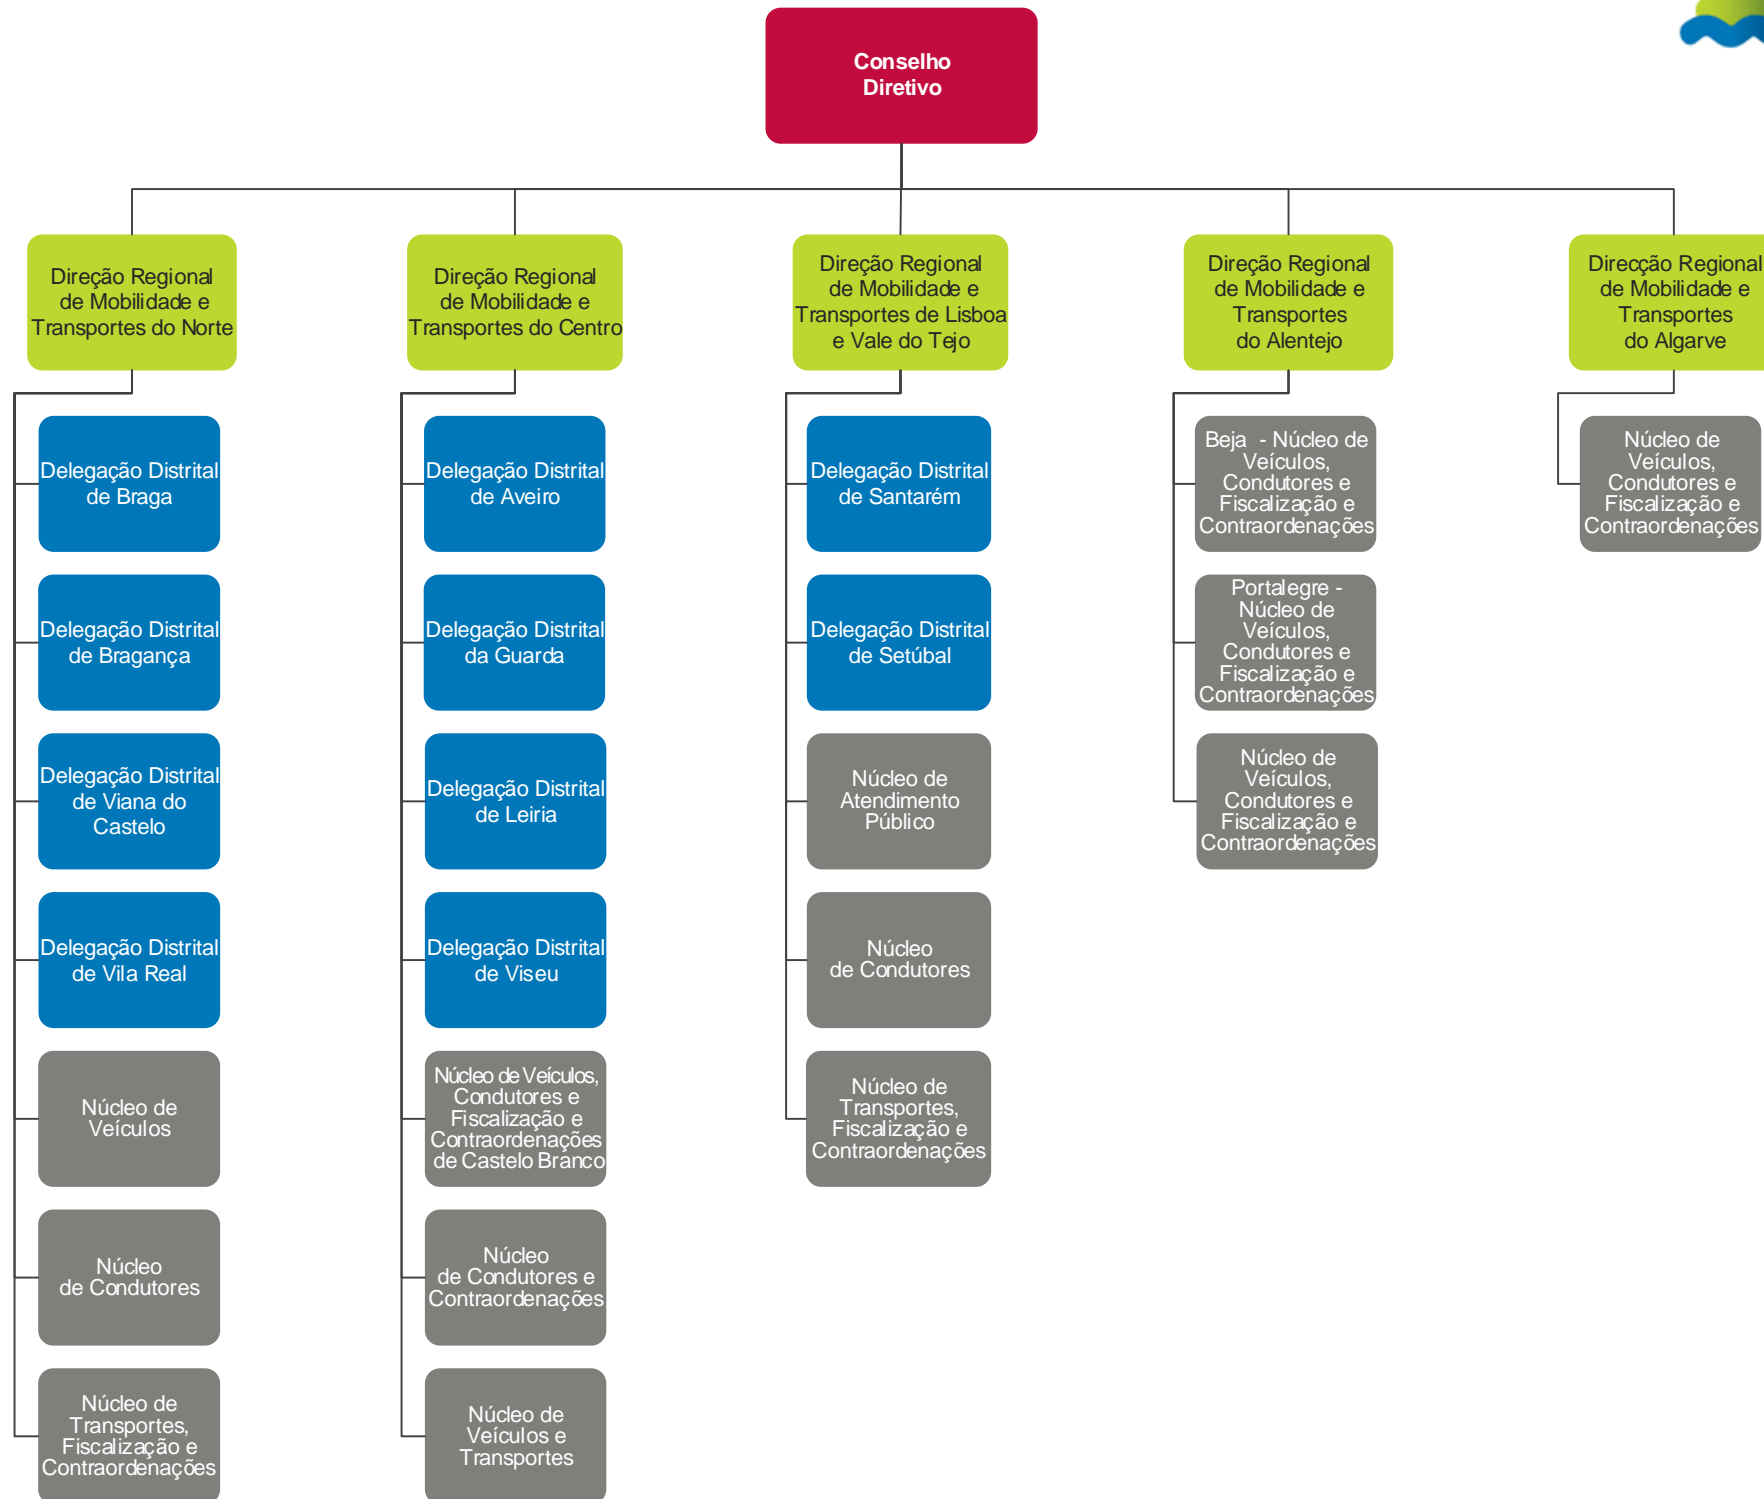 Conselho
Diretivo
Direção Regional
de Mobilidade e
Transportes do Norte
Direção Regional
de Mobilidade e
Transportes do Centro
Direção Regional
de Mobilidade e
Transportes de Lisboa
e Vale do Tejo
Direção Regional
de Mobilidade e
Transportes
do Alentejo
Direcção Regional
de Mobilidade e
Transportes
do Algarve
Delegação Distrital
de Braga
Delegação Distrital
de Bragança
Delegação Distrital
de Viana do
Castelo
Delegação Distrital
de Vila Real
Núcleo de
Veículos
Núcleo
de Condutores
Núcleo de
Transportes,
Fiscalização e
Contraordenações
Delegação Distrital
de Aveiro
Delegação Distrital
da Guarda
Delegação Distrital
de Leiria
Delegação Distrital
de Viseu
Núcleo de Veículos,
Condutores e
Fiscalização e
Contraordenações
de Castelo Branco
Núcleo
de Condutores e
Contraordenações
Núcleo de
Veículos e
Transportes
Delegação Distrital
de Santarém
Delegação Distrital
de Setúbal
Núcleo de
Atendimento
Público
Núcleo
de Condutores
Núcleo de
Transportes,
Fiscalização e
Contraordenações
Beja - Núcleo de
Veículos,
Condutores e
Fiscalização e
Contraordenações
Portalegre -
Núcleo de
Veículos,
Condutores e
Fiscalização e
Contraordenações
Núcleo de
Veículos,
Condutores e
Fiscalização e
Contraordenações
Núcleo de
Veículos,
Condutores e
Fiscalização e
Contraordenações